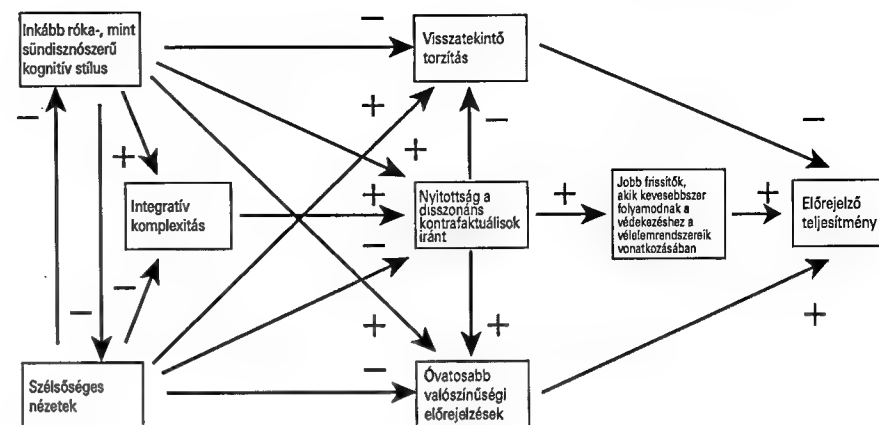 Inkább róka-, mint
sündisznószerű
kognitív stílus
Visszatekintő
torzítás
Integratív
komplexitás
Nyitottság a
disszonáns
kontrafaktuálisok
iránt
Jobb frissítők,
akik kevesebbszer
folyamodnak a
védekezéshez a
vélelemrendszereik
vonatkozásában
Előrejelző
teljesítmény
Szélsőséges
nézetek
Óvatosabb
valószínűségi
előrejelzések
−
+
+
−
−
+
+
−
+
+
−
−
−
+
+
−
+